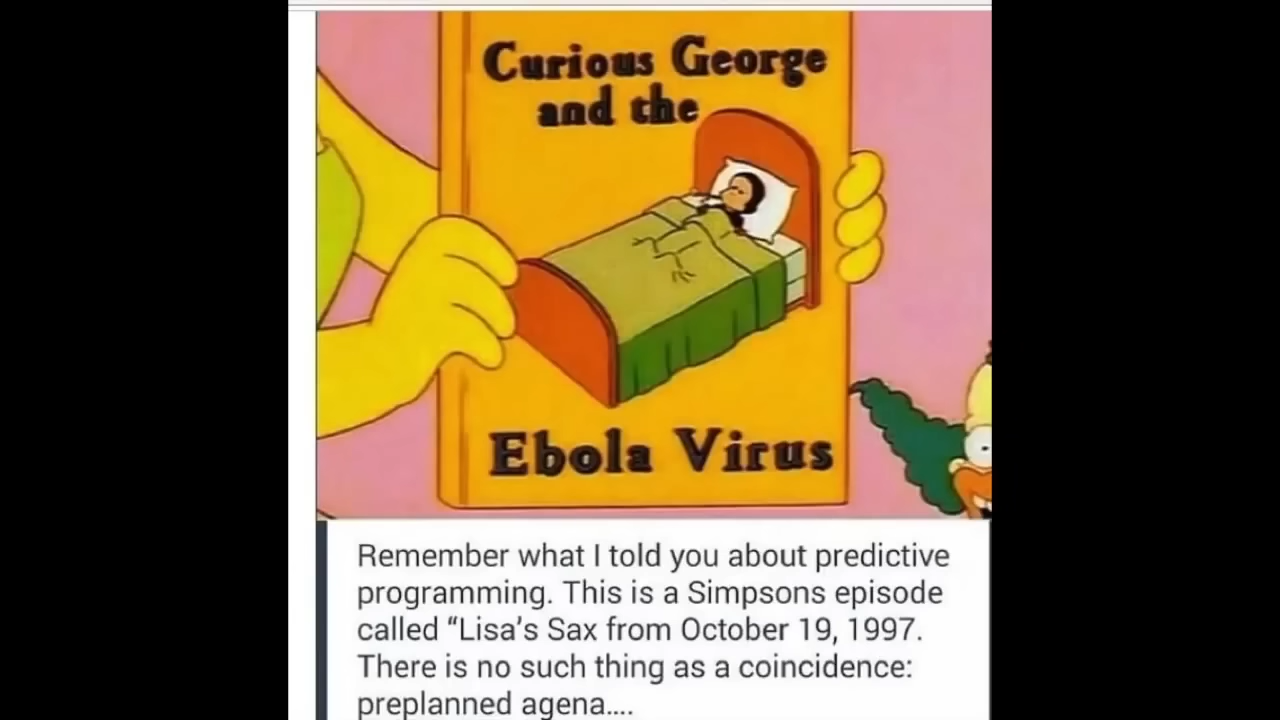 Curious George
and the
Ebola Virus
Remember what I told you about predictive
programming. This is a Simpsons episode
called “Lisa's Sax from October 19, 1997.
There is no such thing as a coincidence:
preplanned agena....